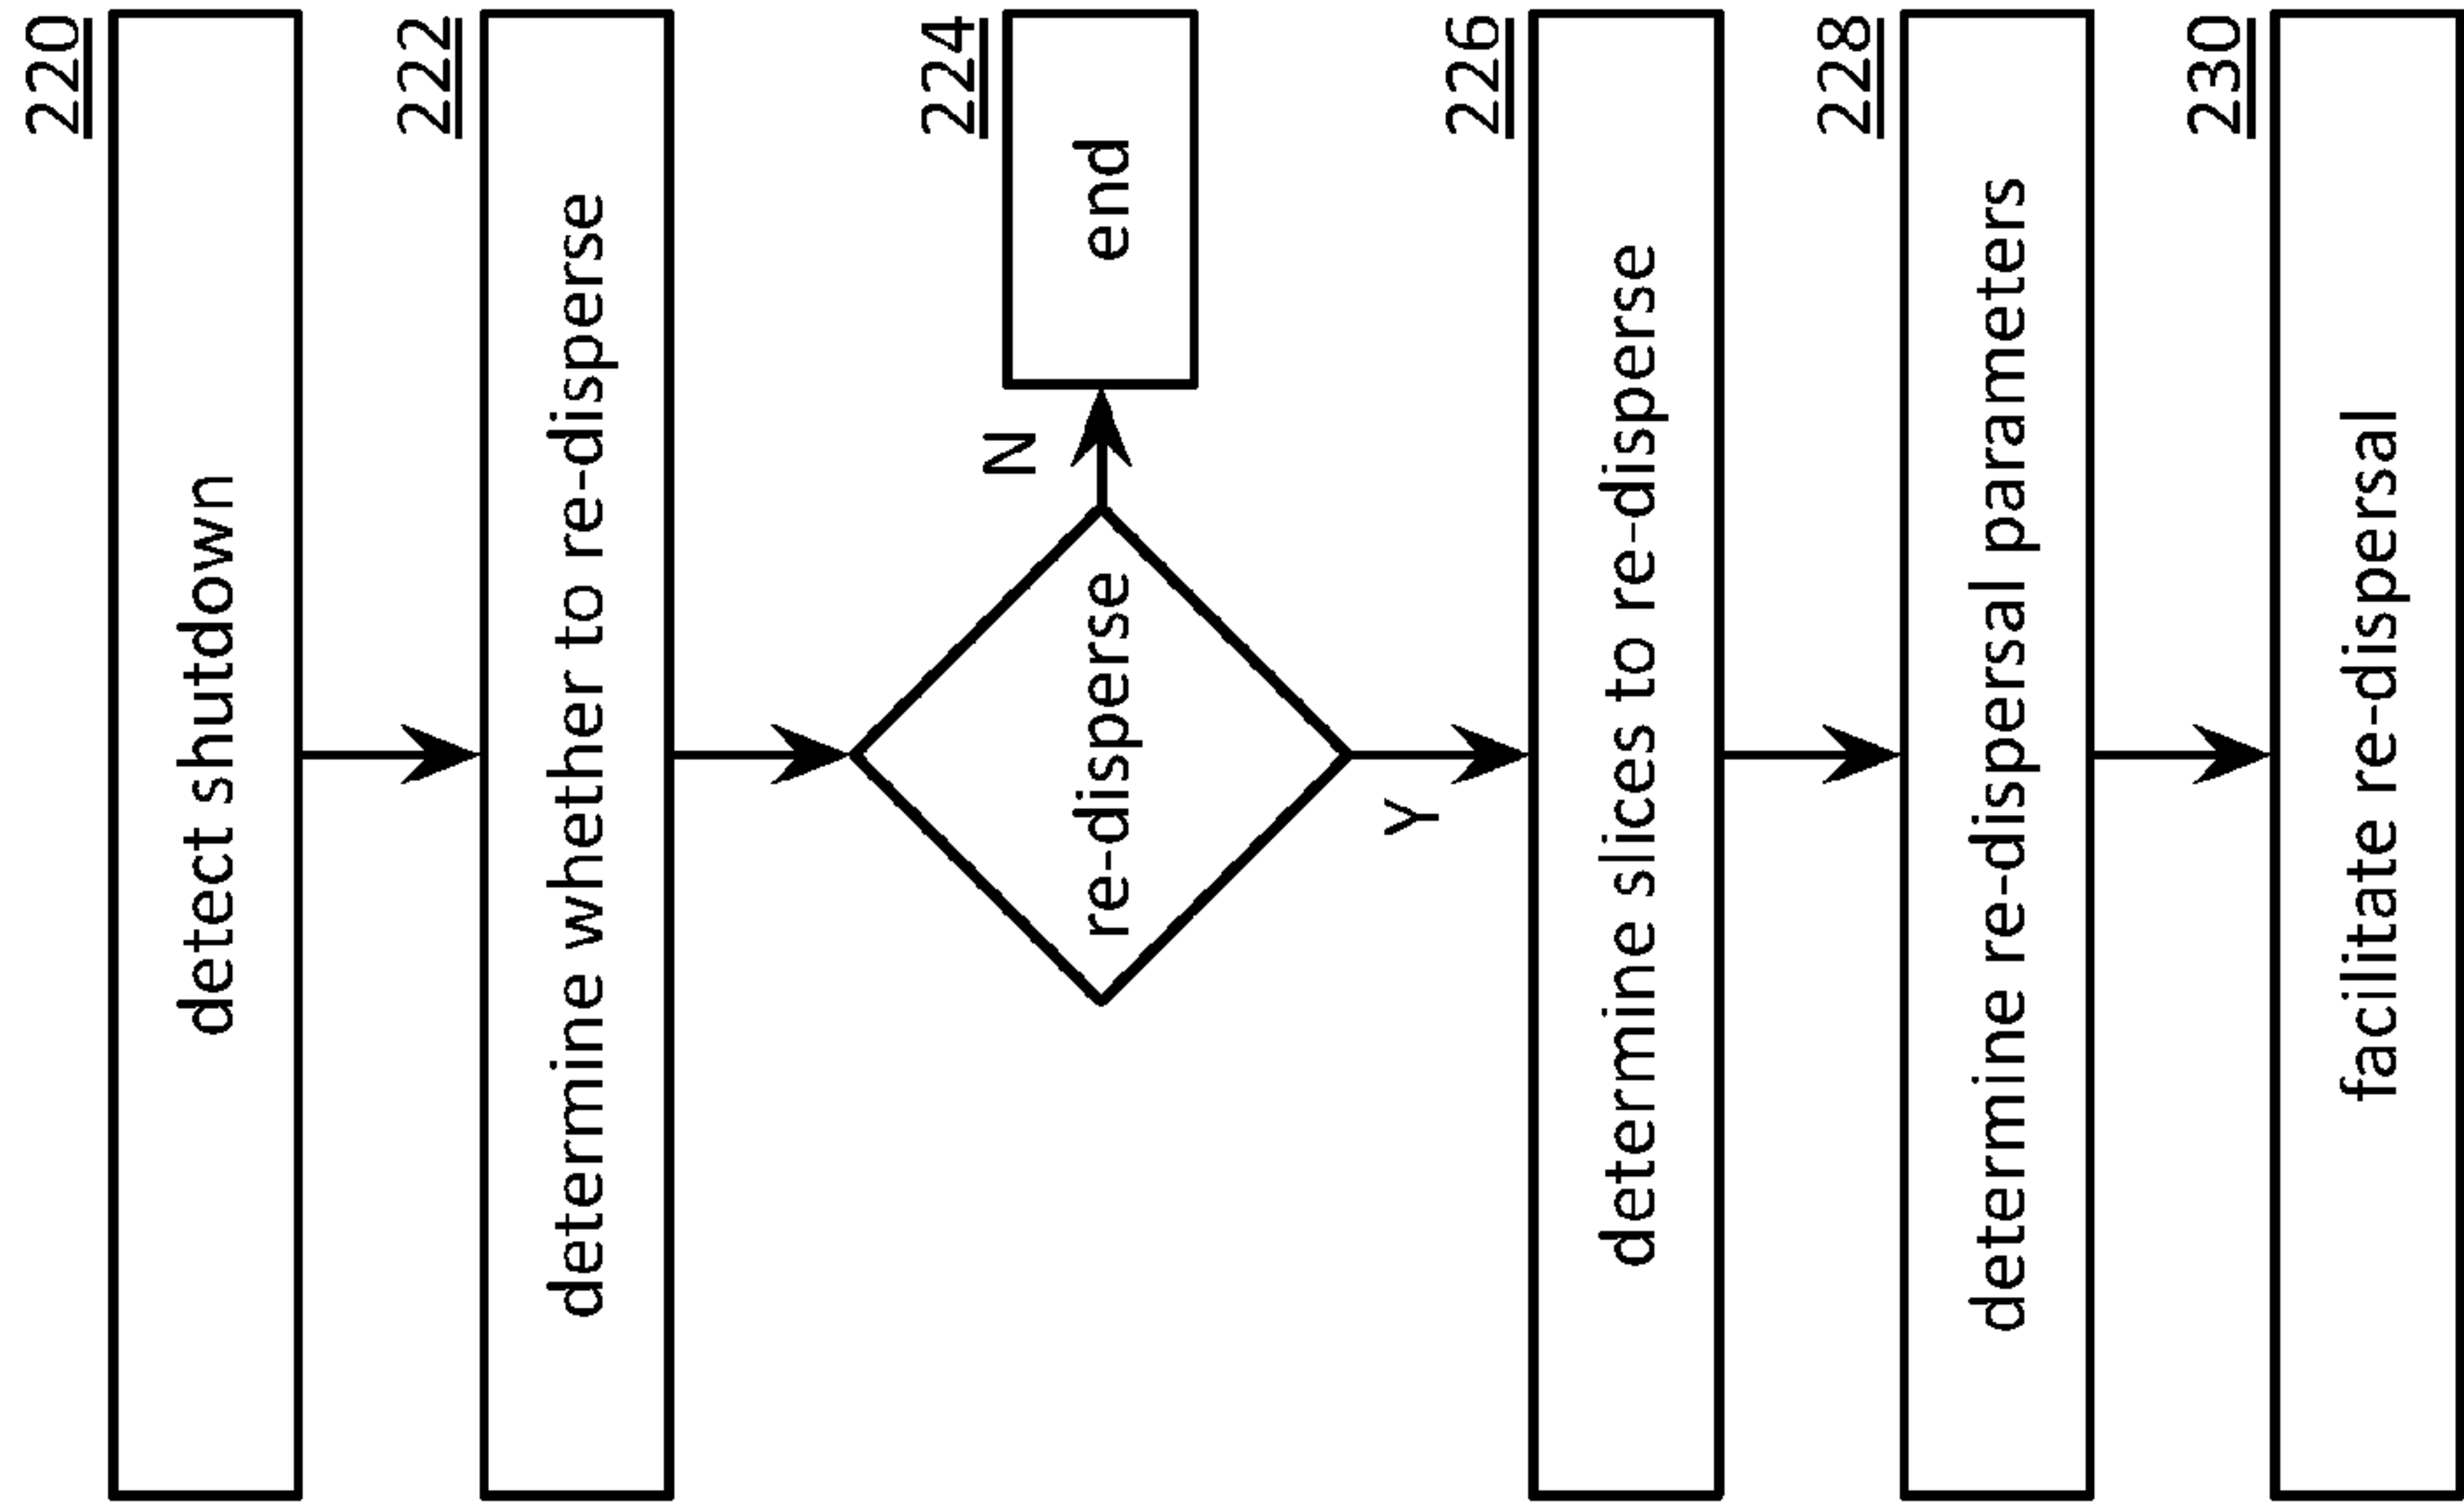 220
detect shutdown
222
determine whether to re-disperse
224
re-disperse
N
end
Y
226
determine slices to re-disperse
228
determine re-dispersal parameters
230
facilitate re-dispersal